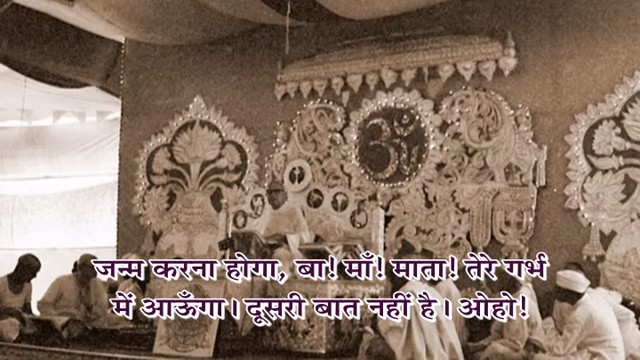 ॐ
जन्म करना होगा, बा! माँ! माता! तेरे गर्भ
में आऊँगा। दूसरी बात नहीं है। ओहो!